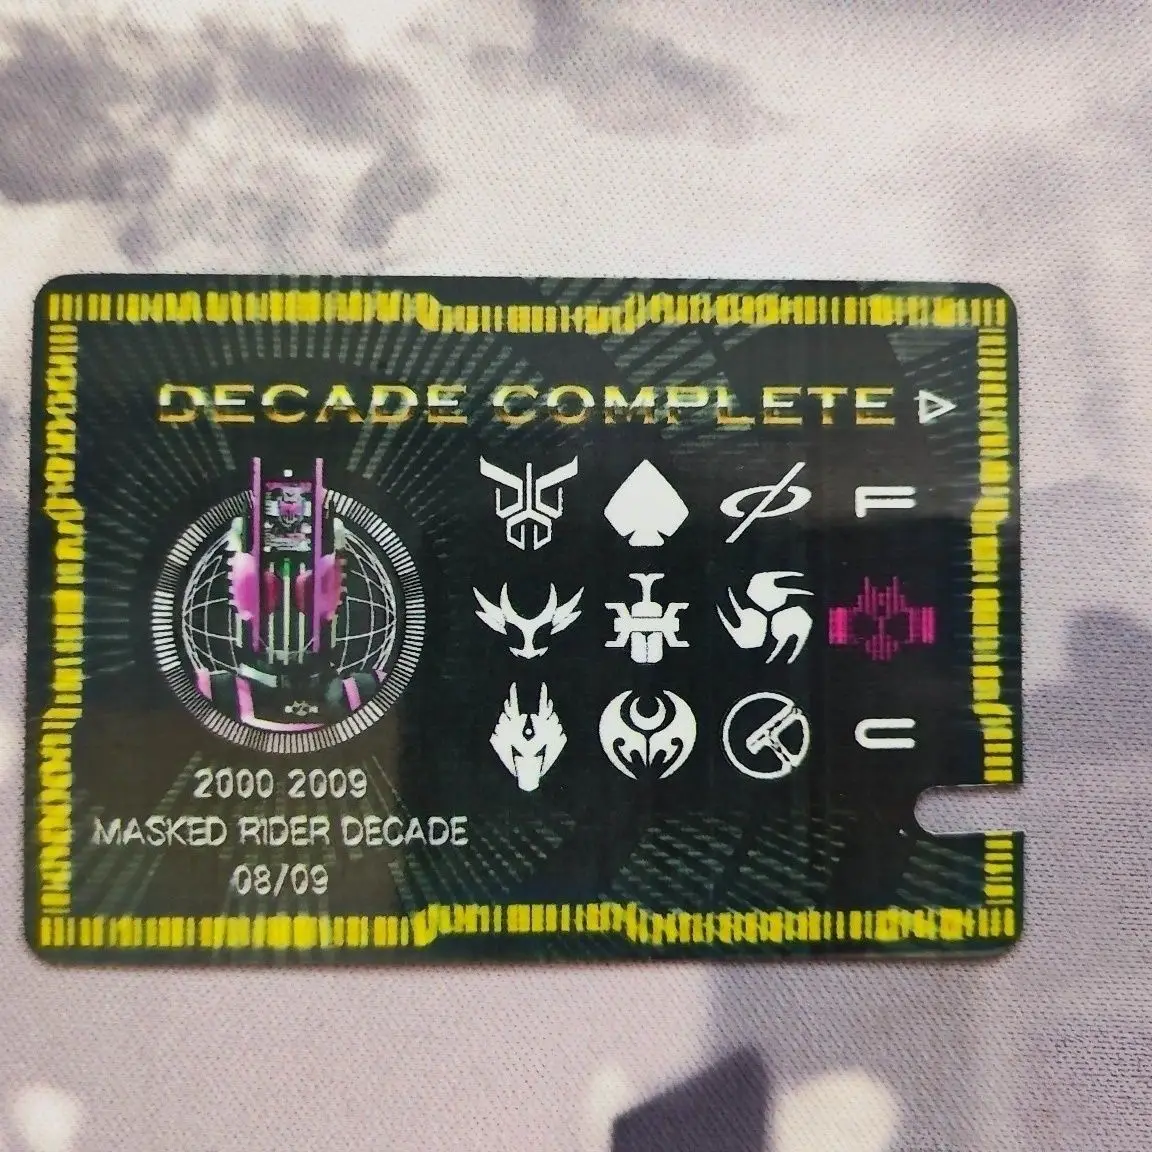 DECADE COMPLETE
F
C
2000 2009
MASKED RIDER DECADE
08/09